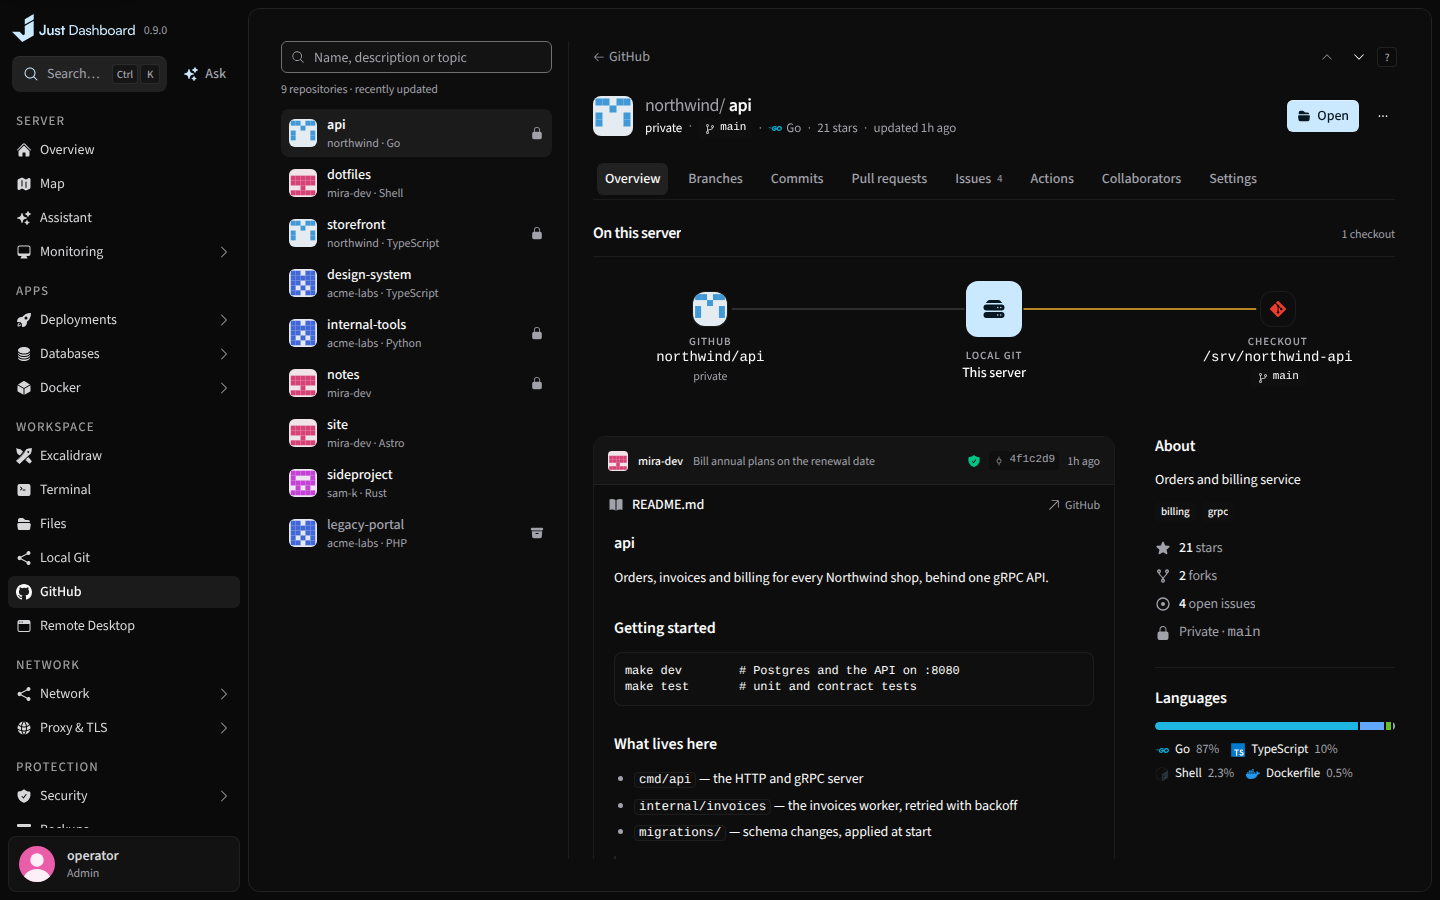 Just Dashboard 0.9.0
Search... Ctrl K
Ask
SERVER
Overview
Map
Assistant
Monitoring
APPS
Deployments
Databases
Docker
WORKSPACE
Excalidraw
Terminal
Files
Local Git
GitHub
Remote Desktop
NETWORK
Network
Proxy & TLS
PROTECTION
Security
operator
Admin
Name, description or topic
9 repositories · recently updated
api
northwind · Go
dotfiles
mira-dev · Shell
storefront
northwind · TypeScript
design-system
acme-labs · TypeScript
internal-tools
acme-labs · Python
notes
mira-dev
site
mira-dev · Astro
sideproject
sam-k · Rust
legacy-portal
acme-labs · PHP
← GitHub
?
northwind/ api
private · main · Go · 21 stars · updated 1h ago
Open
...
Overview Branches Commits Pull requests Issues 4 Actions Collaborators Settings
On this server
1 checkout
GITHUB
northwind/api
private
LOCAL GIT
This server
CHECKOUT
/srv/northwind-api
main
mira-dev Bill annual plans on the renewal date 4f1c2d9 1h ago
README.md
GitHub
api
Orders, invoices and billing for every Northwind shop, behind one gRPC API.
Getting started
make dev # Postgres and the API on :8080
make test # unit and contract tests
What lives here
• cmd/api — the HTTP and gRPC server
• internal/invoices — the invoices worker, retried with backoff
• migrations/ — schema changes, applied at start
About
Orders and billing service
billing grpc
21 stars
2 forks
4 open issues
Private · main
Languages
Go 87% TS TypeScript 10%
Shell 2.3% Dockerfile 0.5%